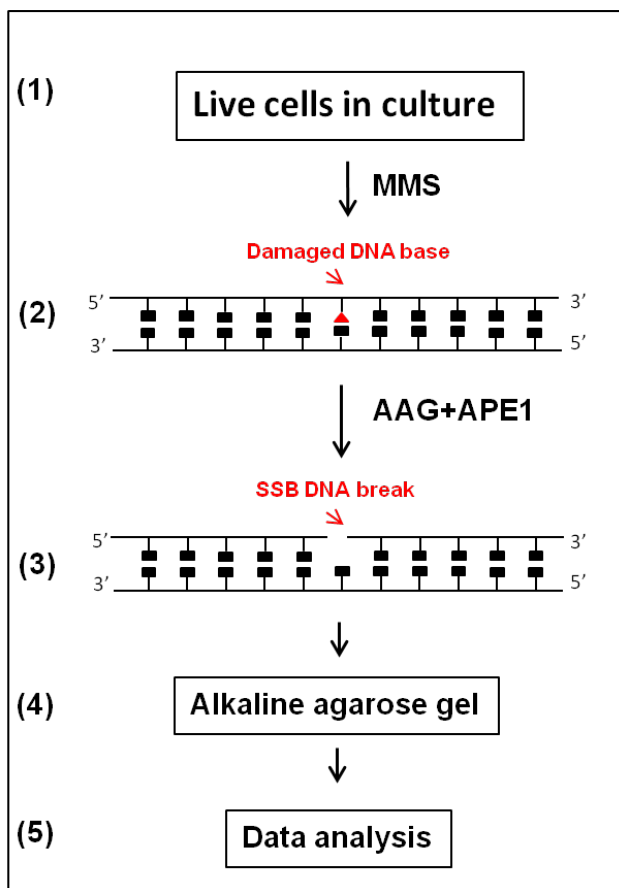 (1)
Live cells in culture
MMS
Damaged DNA base
5’ 3’
(2)
3’ 5’
AAG+APE1
SSB DNA break
5’ 3’
(3)
3’ 5’
(4)
Alkaline agarose gel
(5)
Data analysis